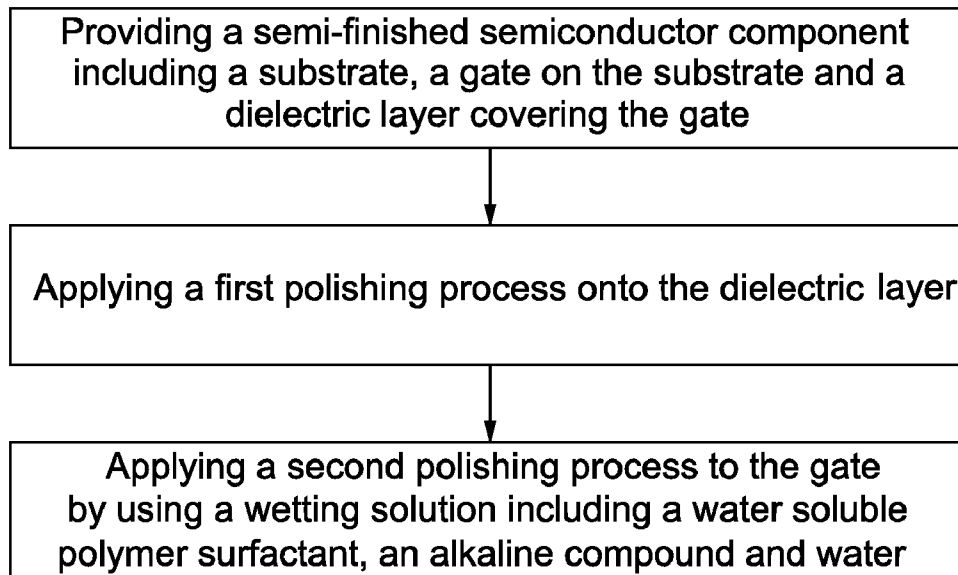 Providing a semi-finished semiconductor component
including a substrate, a gate on the substrate and a
dielectric layer covering the gate
Applying a first polishing process onto the dielectric layer
Applying a second polishing process to the gate
by using a wetting solution including a water soluble
polymer surfactant, an alkaline compound and water